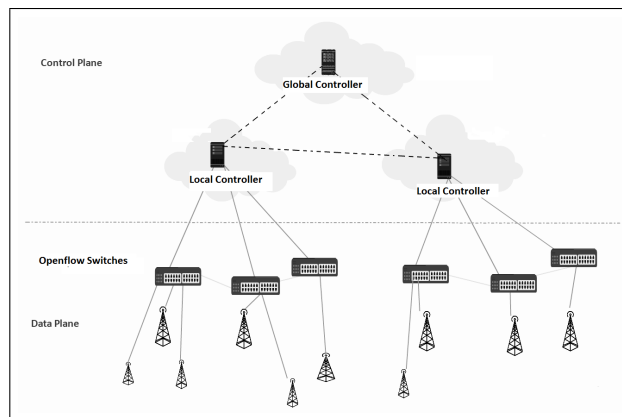 Control Plane
Global Controller
Local Controller
Local Controller
Openflow Switches
Data Plane